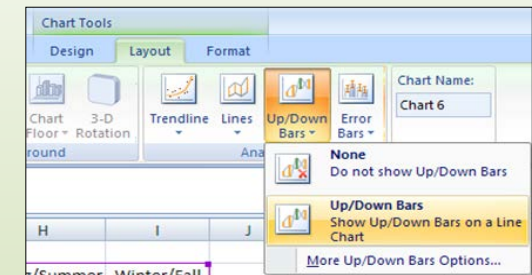 Chart Tools
Design Layout Format
Chart Floor
3-D Rotation
Trendline
Lines
Up/Down Bars
Error Bars
Chart Name:
Chart 6
None
Do not show Up/Down Bars
Up/Down Bars
Show Up/Down Bars on a Line
Chart
More Up/Down Bars Options...
H I J
/Summer Winter/Fall